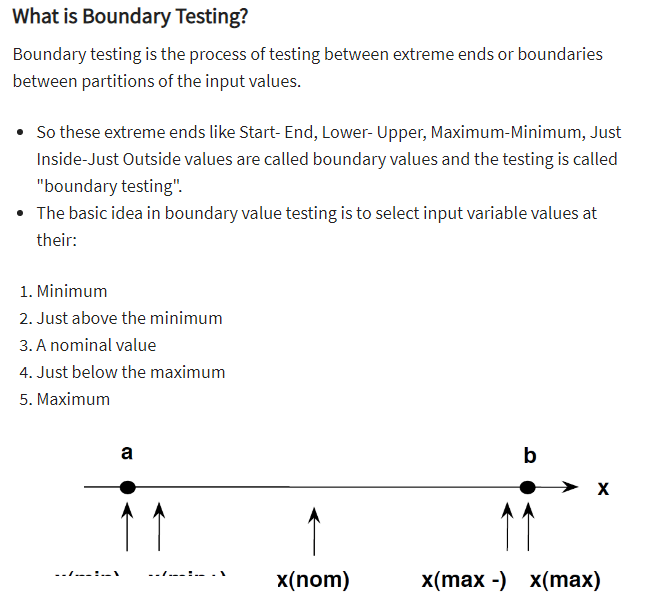 What is Boundary Testing?
Boundary testing is the process of testing between extreme ends or boundaries
between partitions of the input values.
• So these extreme ends like Start- End, Lower- Upper, Maximum-Minimum, Just
Inside-Just Outside values are called boundary values and the testing is called
"boundary testing".
• The basic idea in boundary value testing is to select input variable values at
their:
1. Minimum
2. Just above the minimum
3. A nominal value
4. Just below the maximum
5. Maximum
a b
x
x(nom) x(max -) x(max)